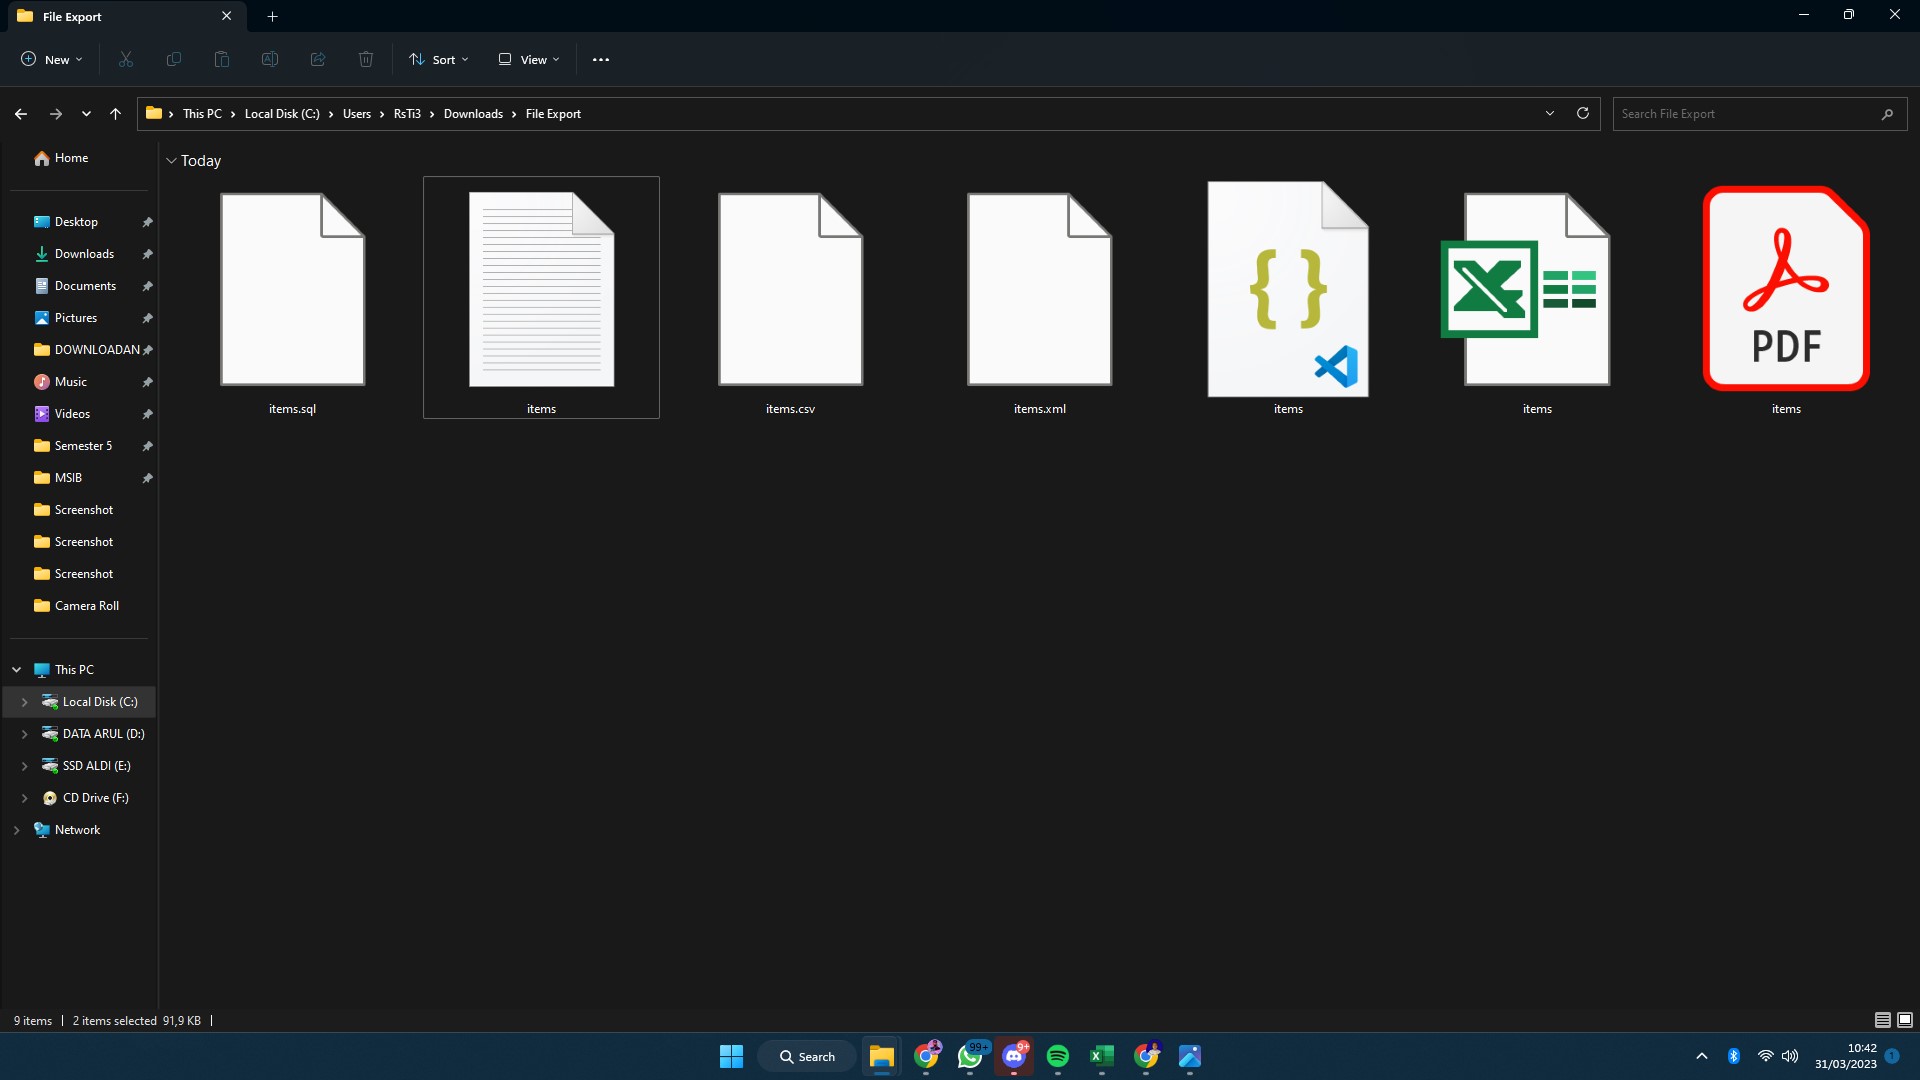 File Export
New
Sort
View
This PC
Local Disk (C:)
Users
RsTi3
Downloads
File Export
Search File Export
Home
Desktop
Downloads
Documents
Pictures
DOWNLOADAN
Music
Videos
Semester 5
MSIB
Screenshot
Screenshot
Screenshot
Camera Roll
This PC
Local Disk (C:)
DATA ARUL (D:)
SSD ALDI (E:)
CD Drive (F:)
Network
Today
PDF
items.sql
items
items.csv
items.xml
items
items
items
9 items
2 items selected 91,9 KB
Search
99+
9+
10:42
31/03/2023
1